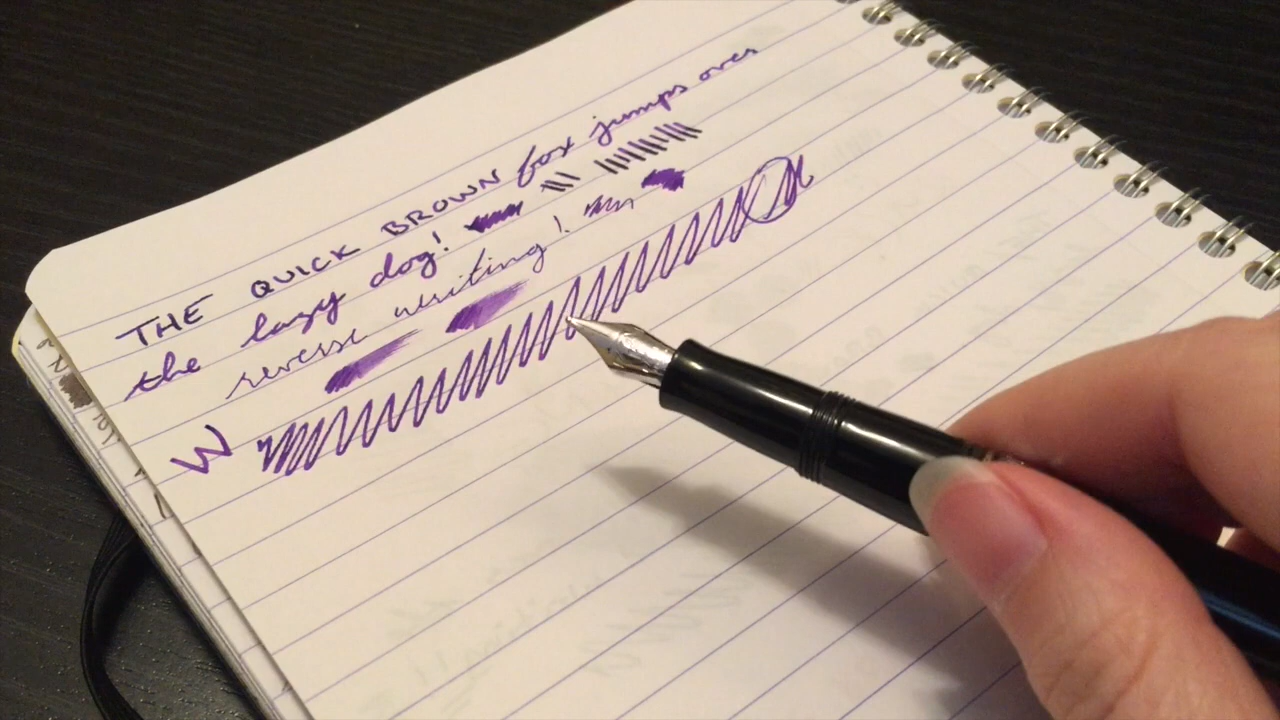 THE QUICK BROWN fox jumps over
the lazy dog!
reverse writing!
W